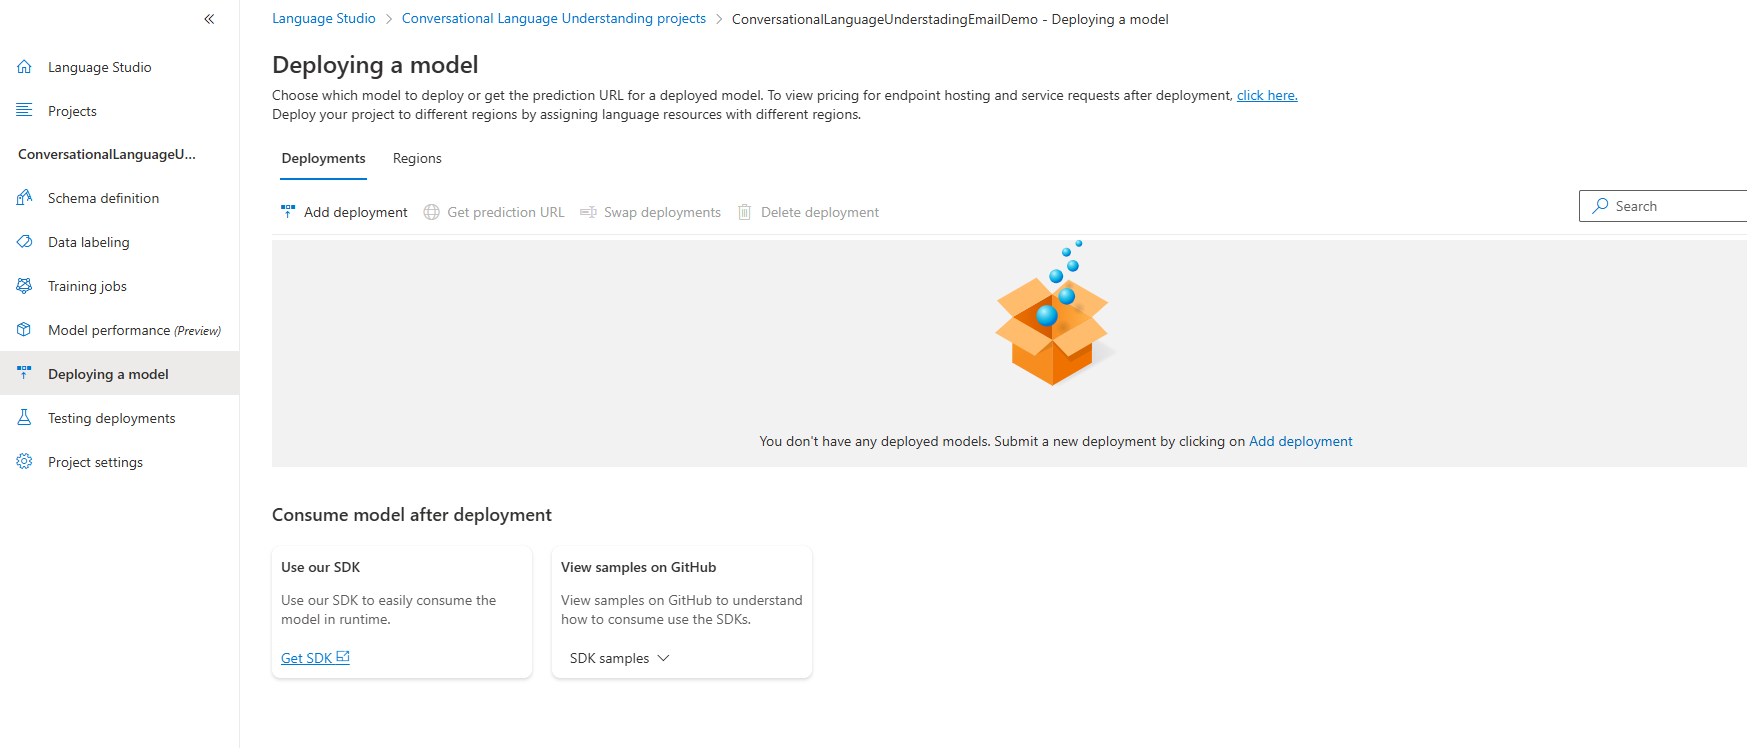 Language Studio
Projects
ConversationalLanguageU...
Schema definition
Data labeling
Training jobs
Model performance (Preview)
Deploying a model
Testing deployments
Project settings
Language Studio > Conversational Language Understanding projects > ConversationalLanguageUnderstadingEmailDemo - Deploying a model
Deploying a model
Choose which model to deploy or get the prediction URL for a deployed model. To view pricing for endpoint hosting and service requests after deployment, click here.
Deploy your project to different regions by assigning language resources with different regions.
Deployments Regions
Add deployment Get prediction URL Swap deployments Delete deployment Search
You don't have any deployed models. Submit a new deployment by clicking on Add deployment
Consume model after deployment
Use our SDK
Use our SDK to easily consume the
model in runtime.
Get SDK
View samples on GitHub
View samples on GitHub to understand
how to consume use the SDKs.
SDK samples